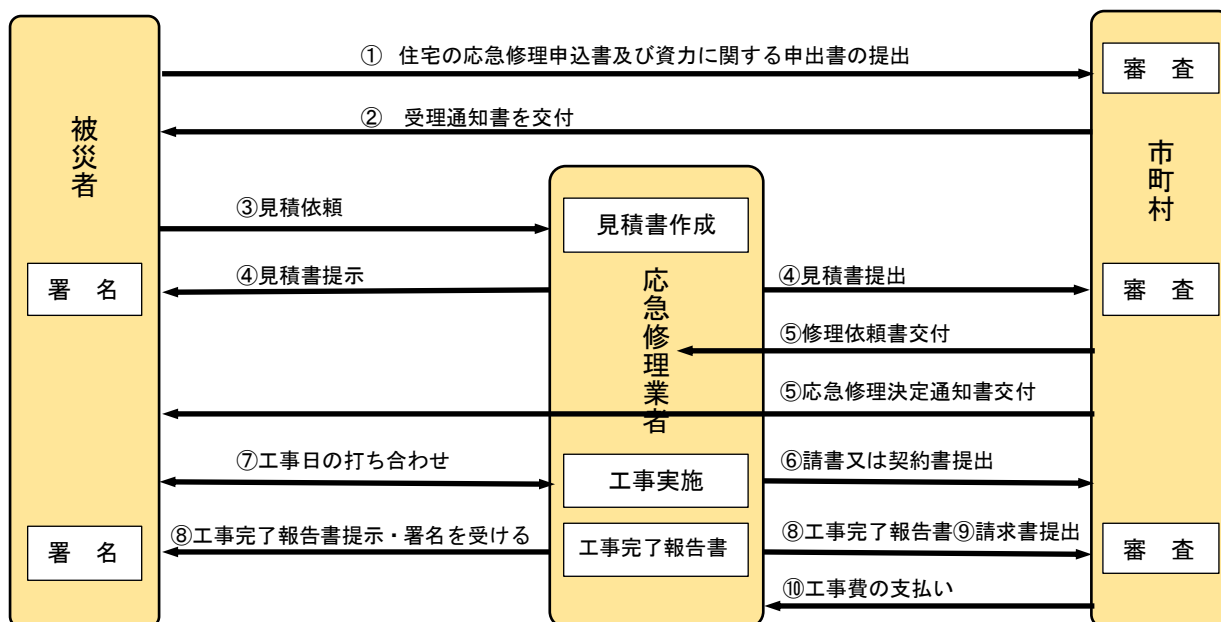 ① 住宅の応急修理申込書及び資力に関する申出書の提出
審 査
② 受理通知書を交付
被災者
市町村
③見積依頼
見積書作成
署 名
④見積書提示
応急修理業者
④見積書提出
審 査
⑤修理依頼書交付
⑤応急修理決定通知書交付
⑦工事日の打ち合わせ
工事実施
⑥請書又は契約書提出
署 名
⑧工事完了報告書提示・署名を受ける
工事完了報告書
⑧工事完了報告書⑨請求書提出
審 査
⑩工事費の支払い